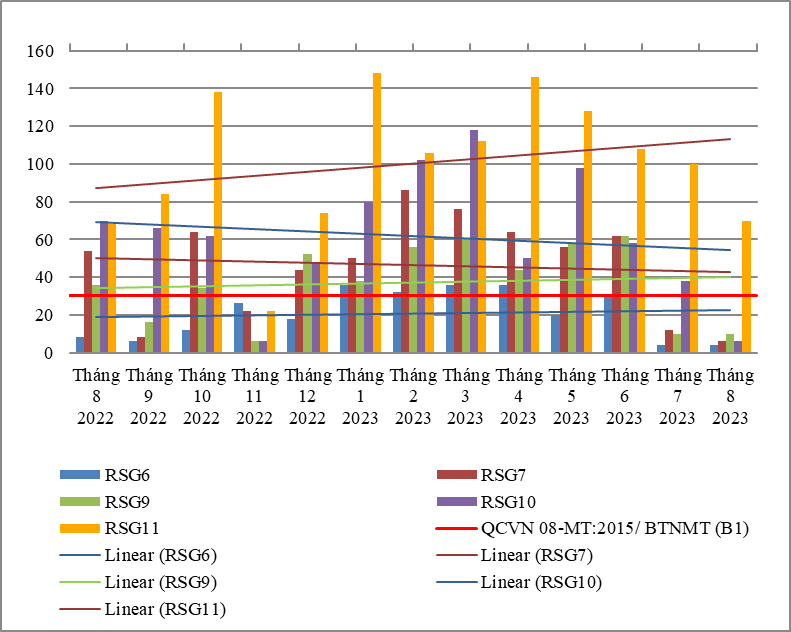 160
140
120
100
80
60
40
20
0
Tháng Tháng Tháng Tháng Tháng Tháng Tháng Tháng Tháng Tháng Tháng Tháng Tháng
8 9 10 11 12 1 2 3 4 5 6 7 8
2022 2022 2022 2022 2022 2023 2023 2023 2023 2023 2023 2023 2023
RSG6 RSG7
RSG9 RSG10
RSG11 QCVN 08-MT:2015/ BTNMT (B1)
Linear (RSG6) Linear (RSG7)
Linear (RSG9) Linear (RSG10)
Linear (RSG11)